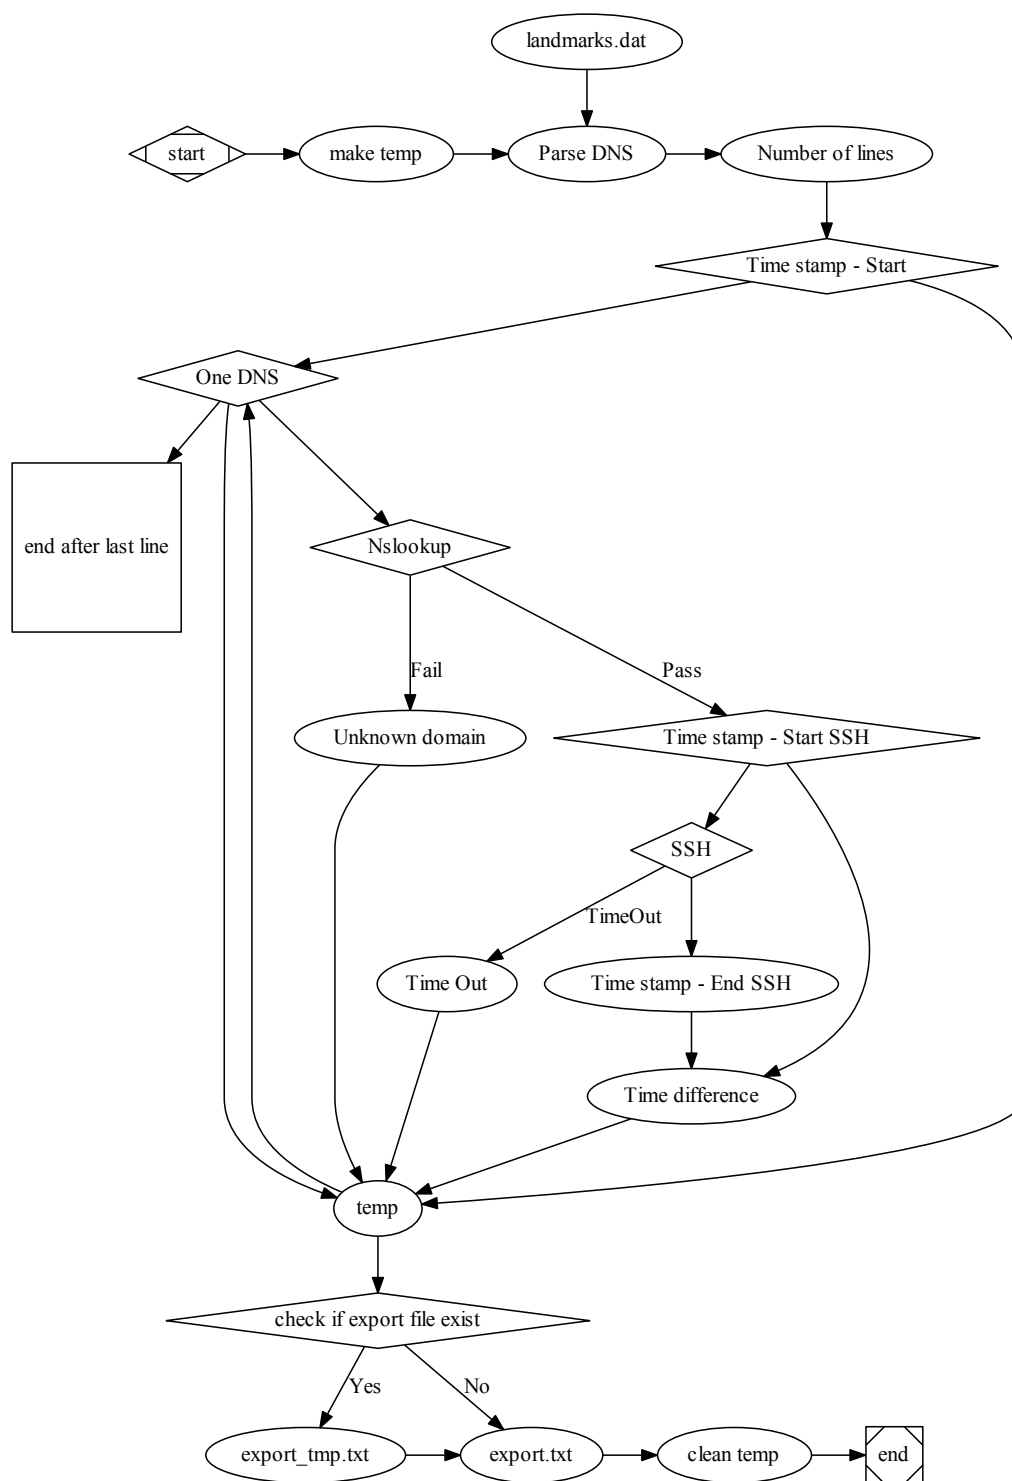 landmarks.dat
start
make temp
Parse DNS
Number of lines
Time stamp - Start
One DNS
end after last line
Nslookup
Fail
Pass
Unknown domain
Time stamp - Start SSH
SSH
TimeOut
Time Out
Time stamp - End SSH
Time difference
temp
check if export file exist
Yes
No
export_tmp.txt
export.txt
clean temp
end